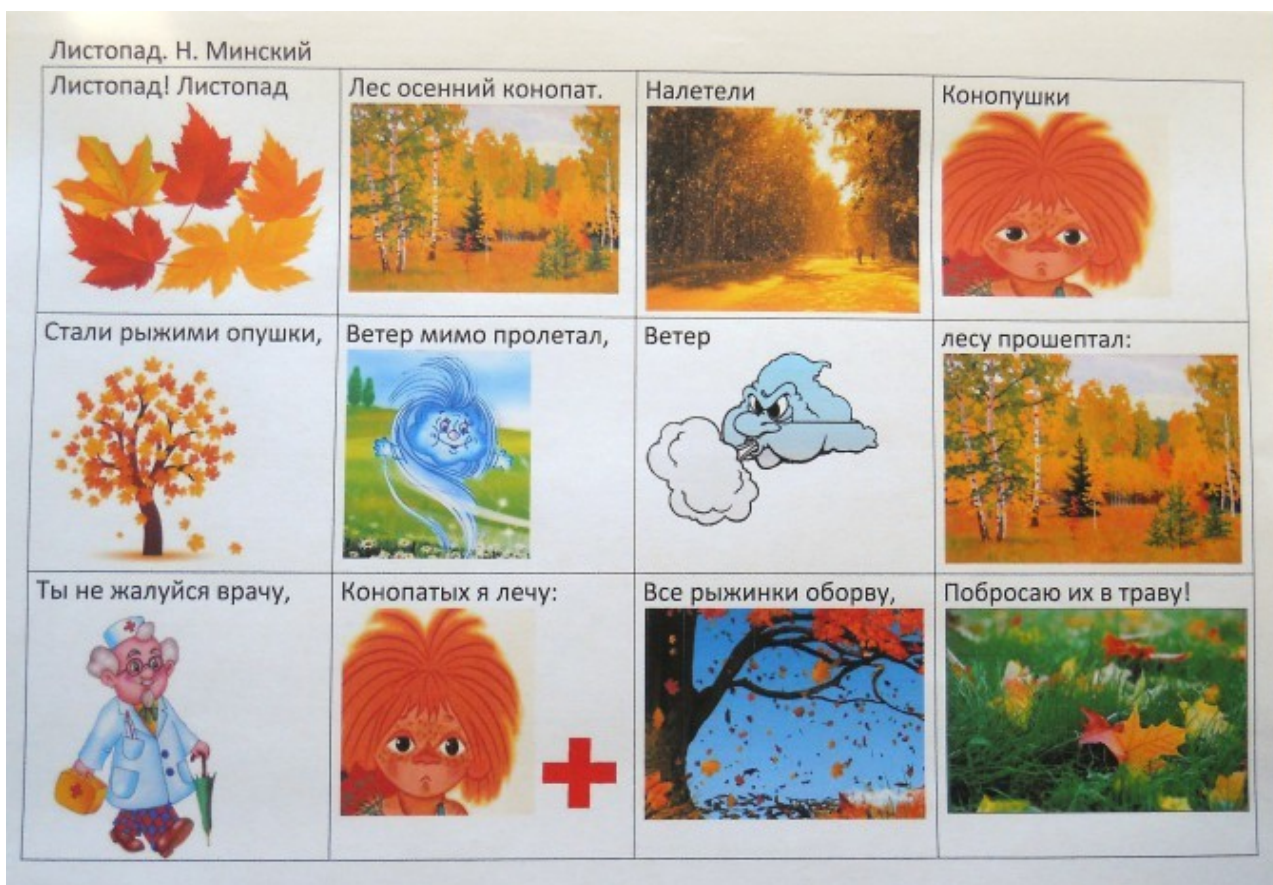 Листопад. Н. Минский
Листопад! Листопад
Лес осенний конопат.
Налетели
Конопушки
Стали рыжими опушки,
Ветер мимо пролетал,
Ветер
лесу прошептал:
Ты не жалуйся врачу,
Конопатых я лечу:
Все рыжинки оборву,
Побросаю их в траву!